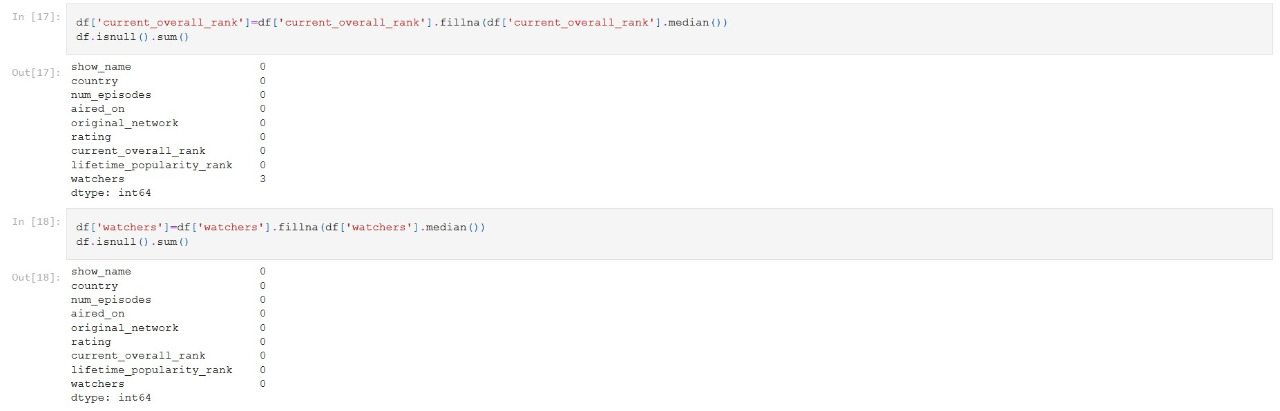 In [17]:
df['current_overall_rank']=df['current_overall_rank'].fillna(df['current_overall_rank'].median())
df.isnull().sum()
Out[17]:
show_name 0
country 0
num_episodes 0
aired_on 0
original_network 0
rating 0
current_overall_rank 0
lifetime_popularity_rank 0
watchers 3
dtype: int64
In [18]:
df['watchers']=df['watchers'].fillna(df['watchers'].median())
df.isnull().sum()
Out[18]:
show_name 0
country 0
num_episodes 0
aired_on 0
original_network 0
rating 0
current_overall_rank 0
lifetime_popularity_rank 0
watchers 0
dtype: int64